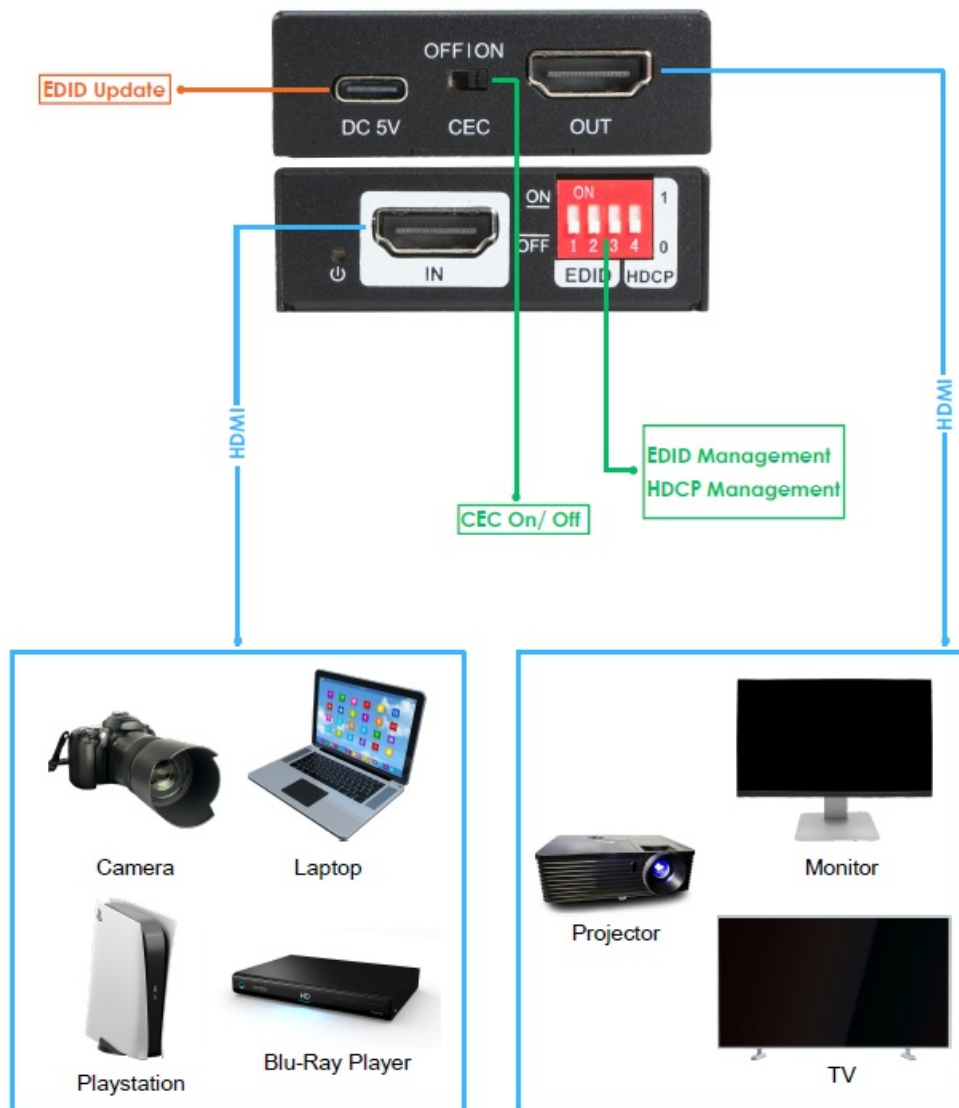 OFF I ON
EDID Update
DC 5V CEC OUT
ON ON 1
OFF 1 2 3 4 0
IN EDID HDCP
HDMI
HDMI
EDID Management
HDCP Management
CEC On/ Off
Camera Laptop
Monitor
Projector
HD
Playstation Blu-Ray Player
TV